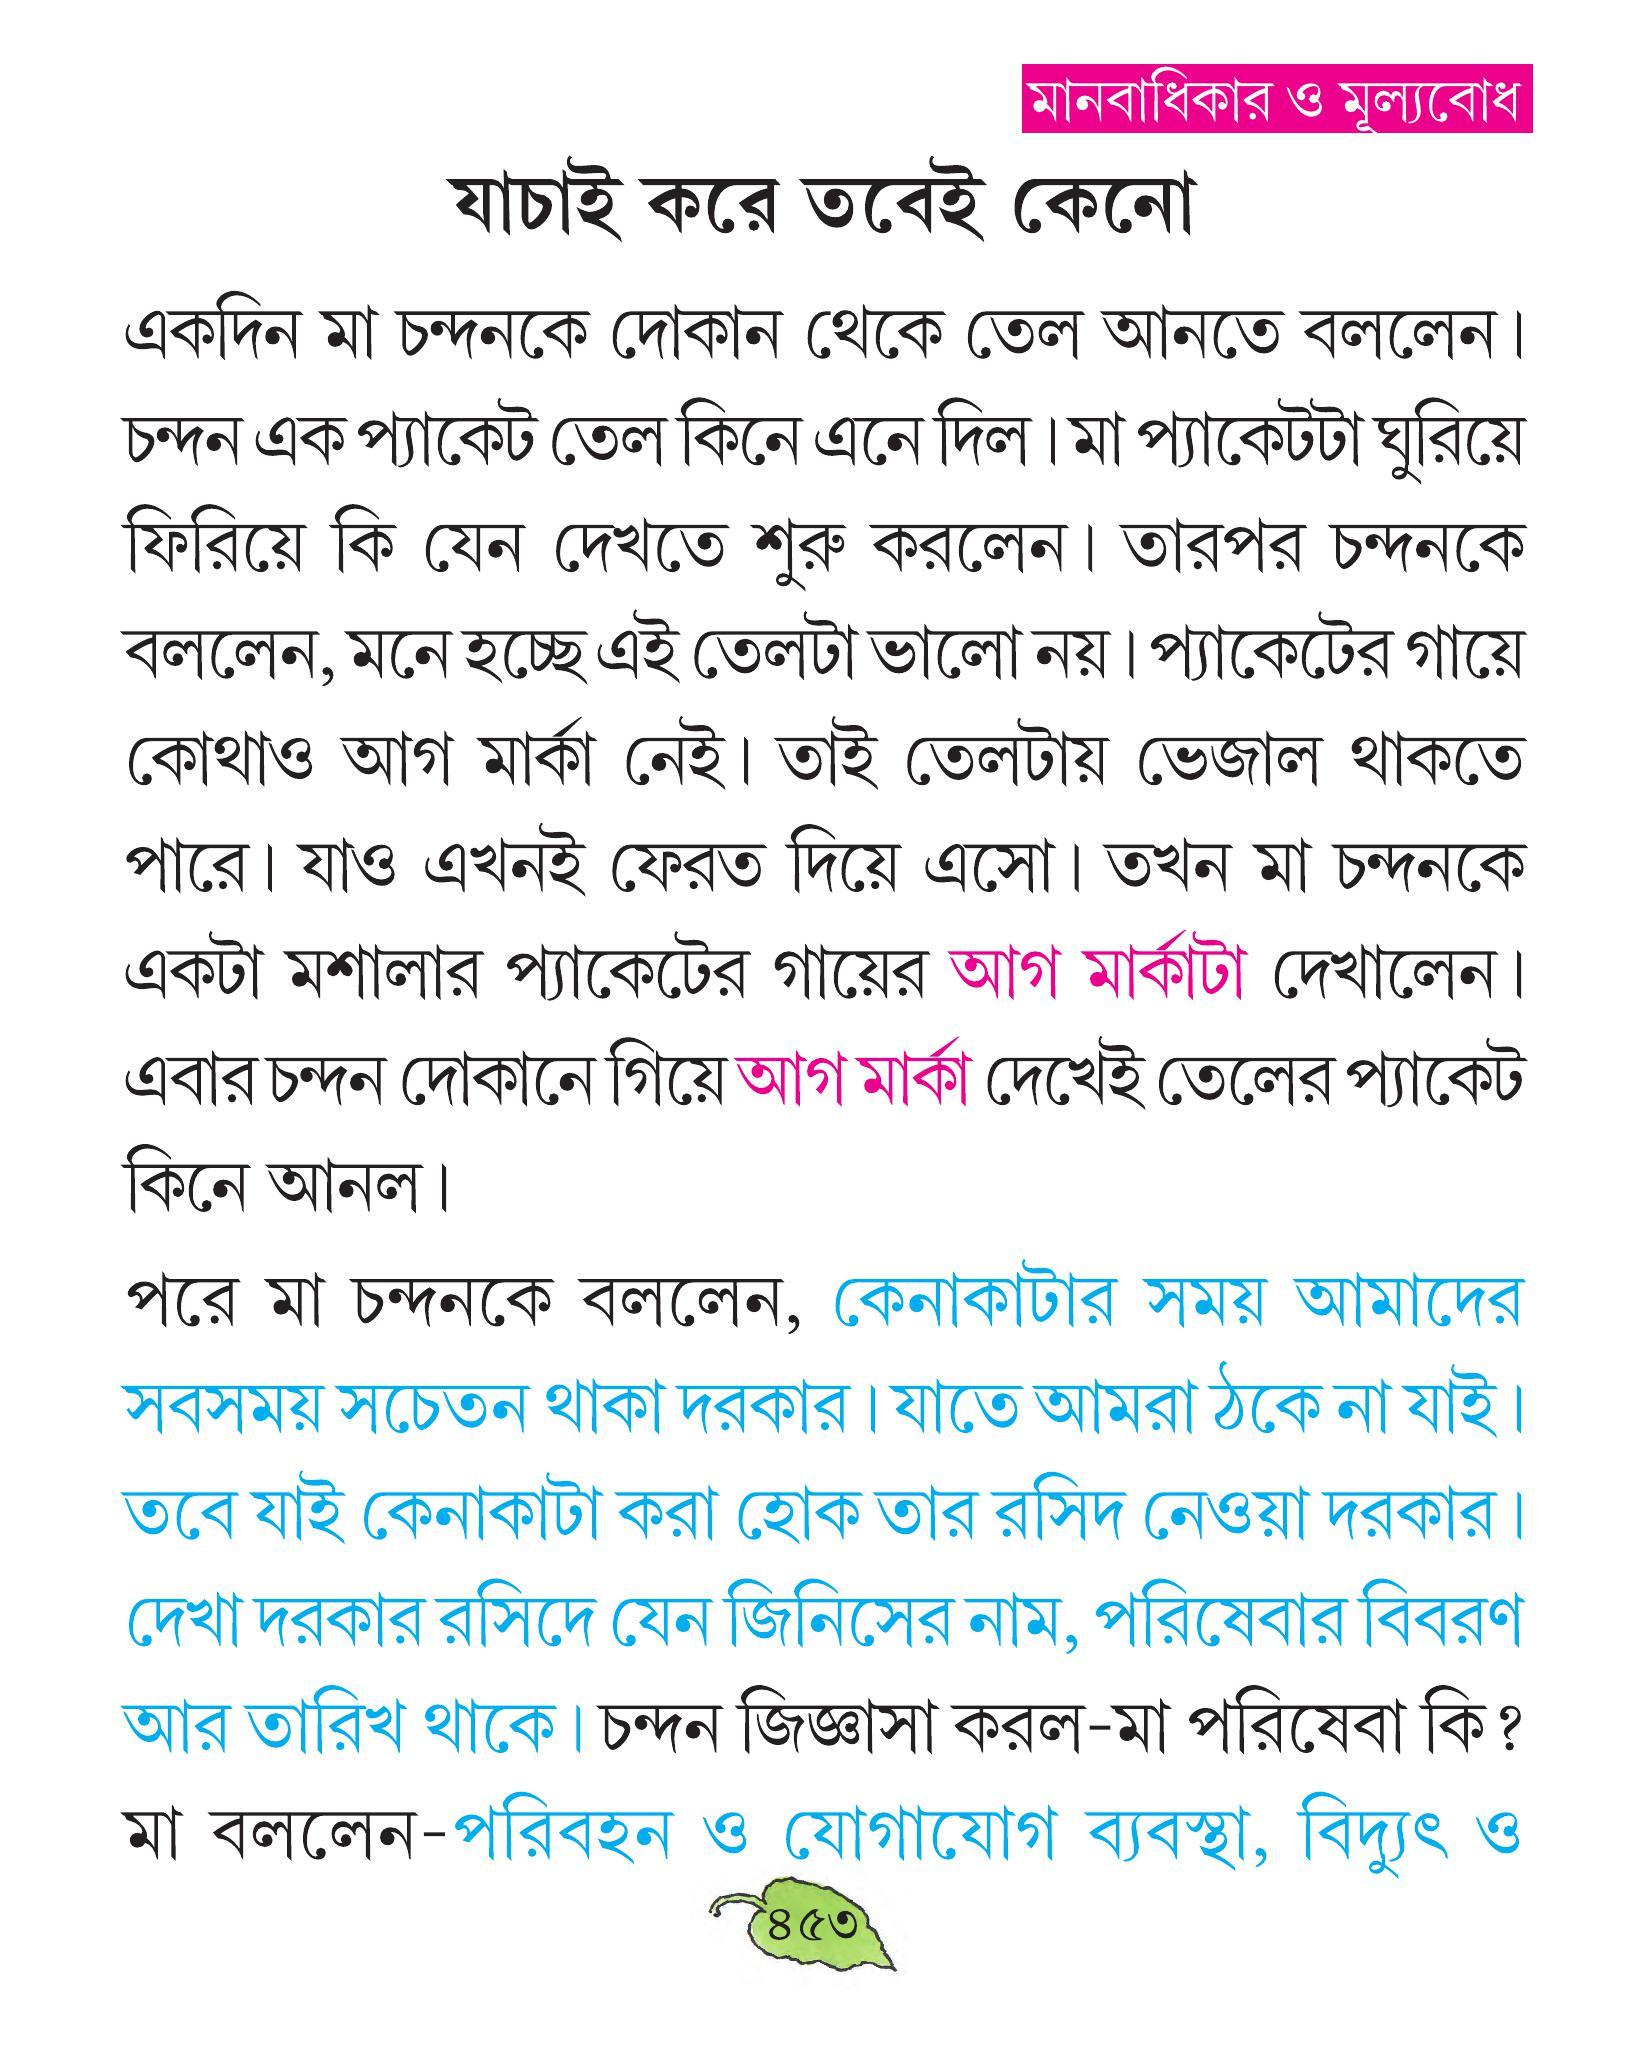 মানবাধিকার ও মূল্যবোধ
যাচাই করে তবেই কেনো
একদিন মা চন্দনকে দোকান থেকে তেল আনতে বললেন।
চন্দন এক প্যাকেট তেল কিনে এনে দিল। মা প্যাকেটটা ঘুরিয়ে
ফিরিয়ে কি যেন দেখতে শুরু করলেন। তারপর চন্দনকে
বললেন, মনে হচ্ছে এই তেলটা ভালো নয়। প্যাকেটের গায়ে
কোথাও আগ মার্কা নেই। তাই তেলটায় ভেজাল থাকতে
পারে। যাও এখনই ফেরত দিয়ে এসো। তখন মা চন্দনকে
একটা মশালার প্যাকেটের গায়ের আগ মার্কাটা দেখালেন।
এবার চন্দন দোকানে গিয়ে আগ মার্কা দেখেই তেলের প্যাকেট
কিনে আনল।
পরে মা চন্দনকে বললেন, কেনাকাটার সময় আমাদের
সবসময় সচেতন থাকা দরকার। যাতে আমরা ঠকে না যাই।
তবে যাই কেনাকাটা করা হোক তার রসিদ নেওয়া দরকার।
দেখা দরকার রসিদে যেন জিনিসের নাম, পরিষেবার বিবরণ
আর তারিখ থাকে। চন্দন জিজ্ঞাসা করল-মা পরিষেবা কি?
মা বললেন-পরিবহন ও যোগাযোগ ব্যবস্থা, বিদ্যুৎ ও
৪৫৩